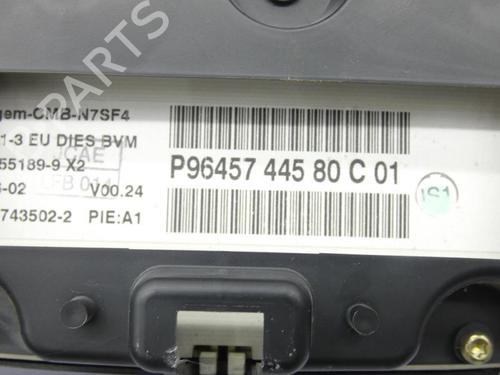 PARTS
gem-CMB-N7SF4
1-3 EU DIES BVM
55189-9 X2
-02 V00.24
743502-2 PIE:A1
P96457 445 80 C 01
IS1